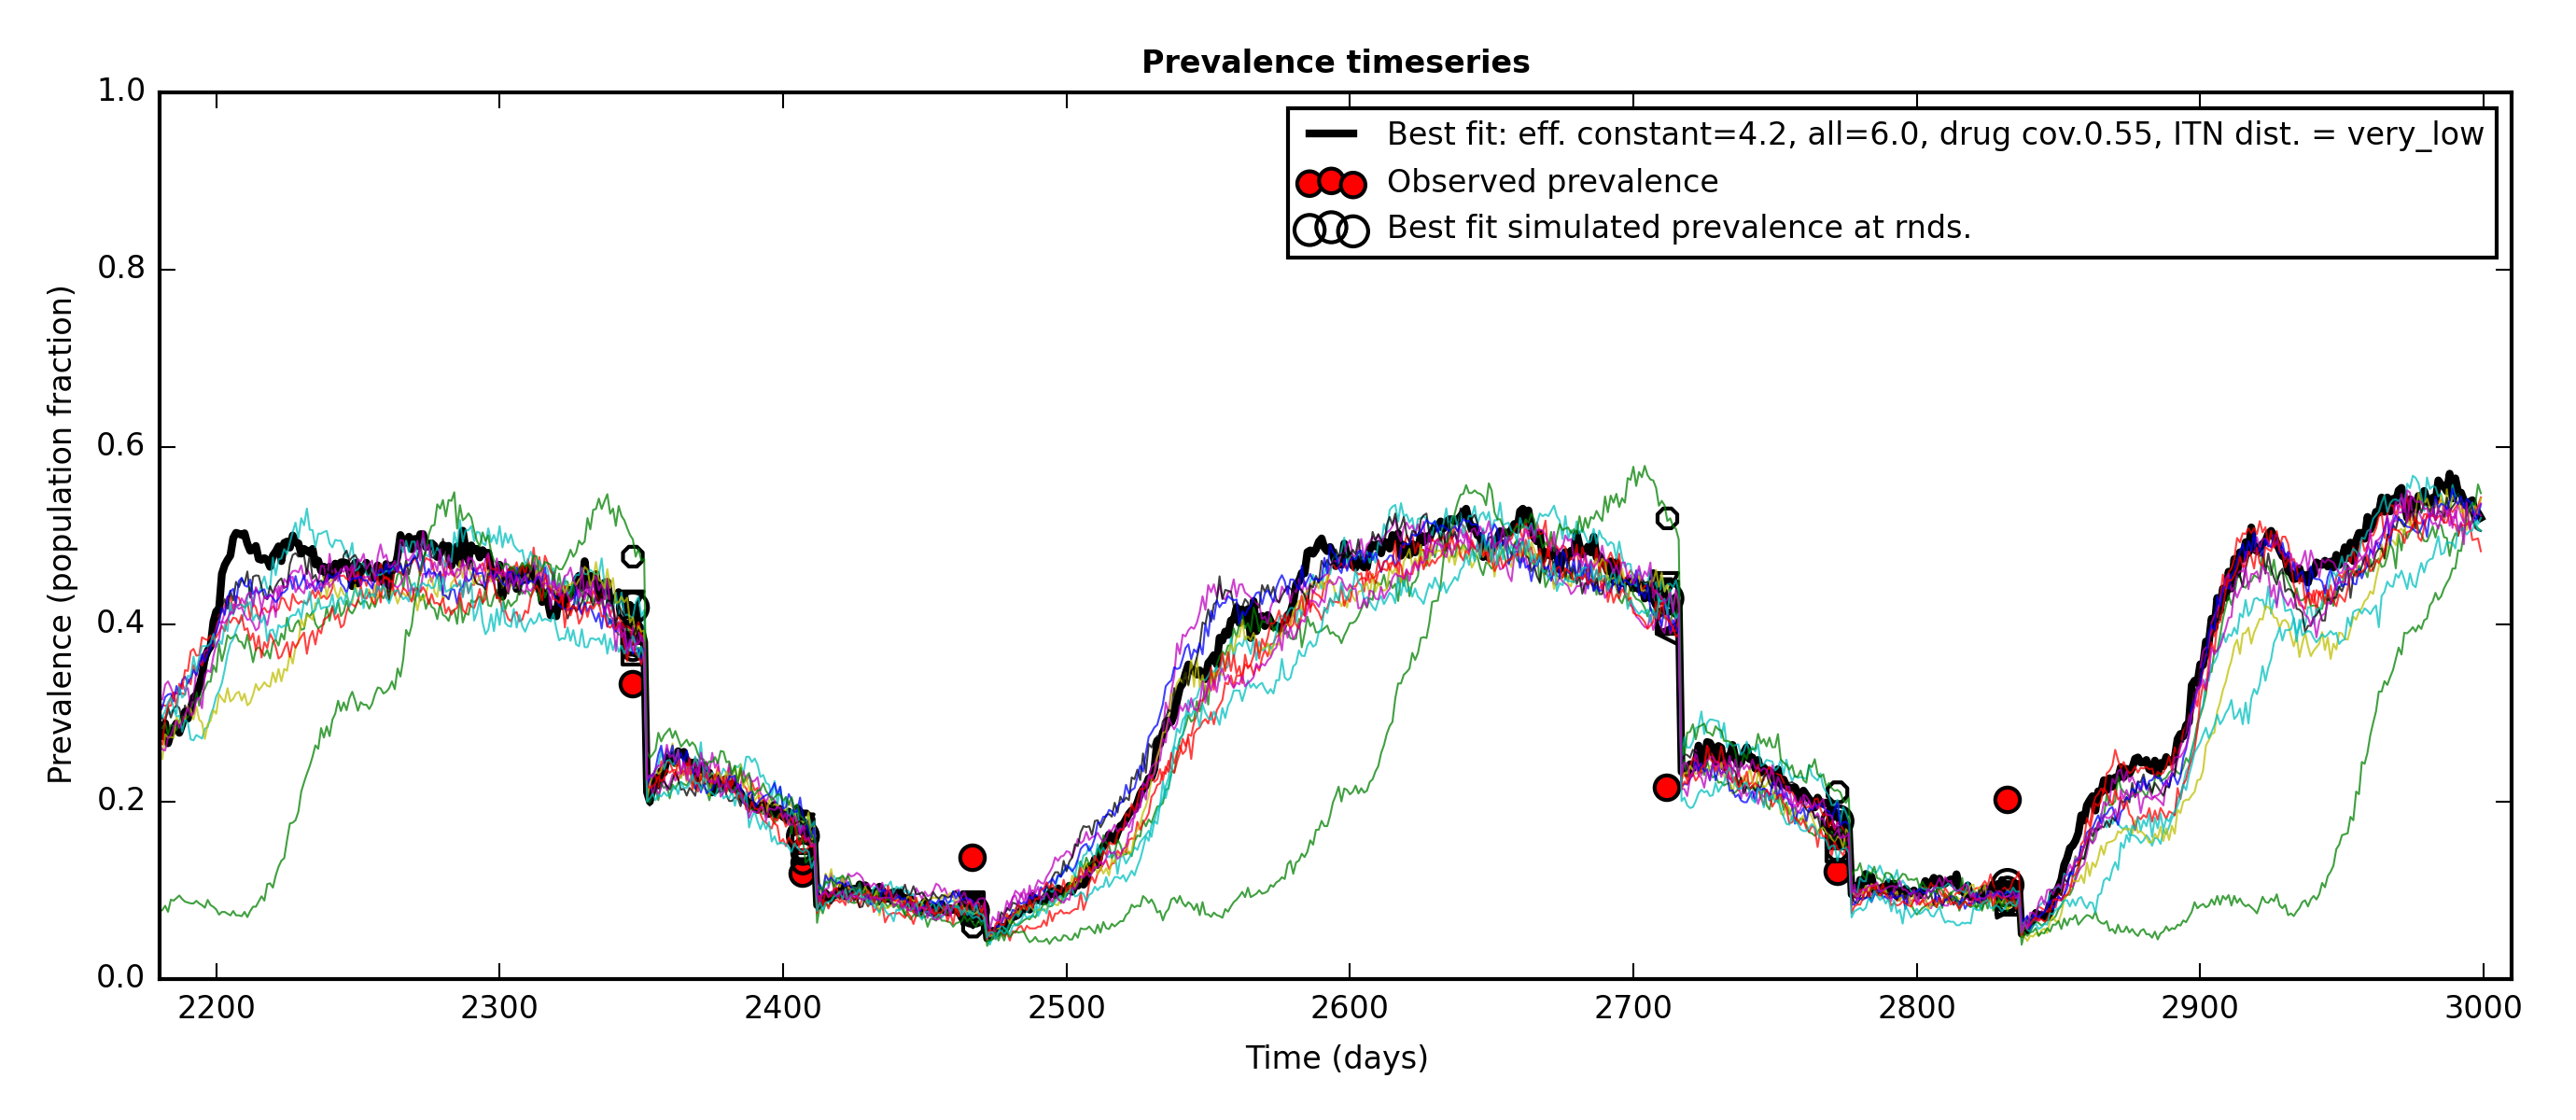 Prevalence timeseries
1.0
0.8
0.6
0.4
0.2
0.0
Prevalence (population fraction)
Best fit: eff. constant=4.2, all=6.0, drug cov.0.55, ITN dist. = very_low
Observed prevalence
Best fit simulated prevalence at rnds.
2200 2300 2400 2500 2600 2700 2800 2900 3000
Time (days)